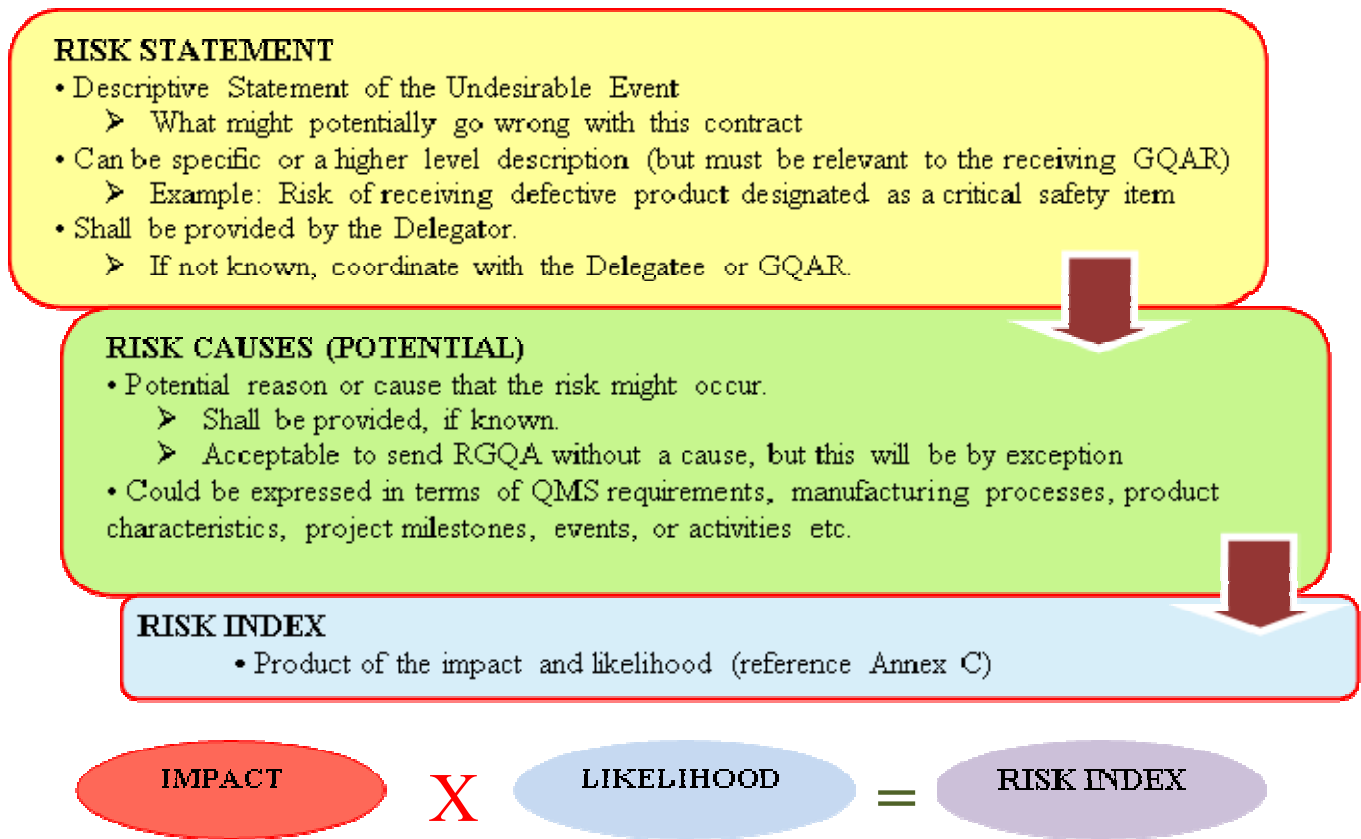 RISK STATEMENT
• Descriptive Statement of the Undesirable Event
➤ What might potentially go wrong with this contract
• Can be specific or a higher level description (but must be relevant to the receiving GQAR)
➤ Example: Risk of receiving defective product designated as a critical safety item
• Shall be provided by the Delegator.
➤ If not known, coordinate with the Delegatee or GQAR.
RISK CAUSES (POTENTIAL)
• Potential reason or cause that the risk might occur.
➤ Shall be provided, if known.
➤ Acceptable to send RGQA without a cause, but this will be by exception
• Could be expressed in terms of QMS requirements, manufacturing processes, product
characteristics, project milestones, events, or activities etc.
RISK INDEX
• Product of the impact and likelihood (reference Annex C)
IMPACT X LIKELIHOOD = RISK INDEX